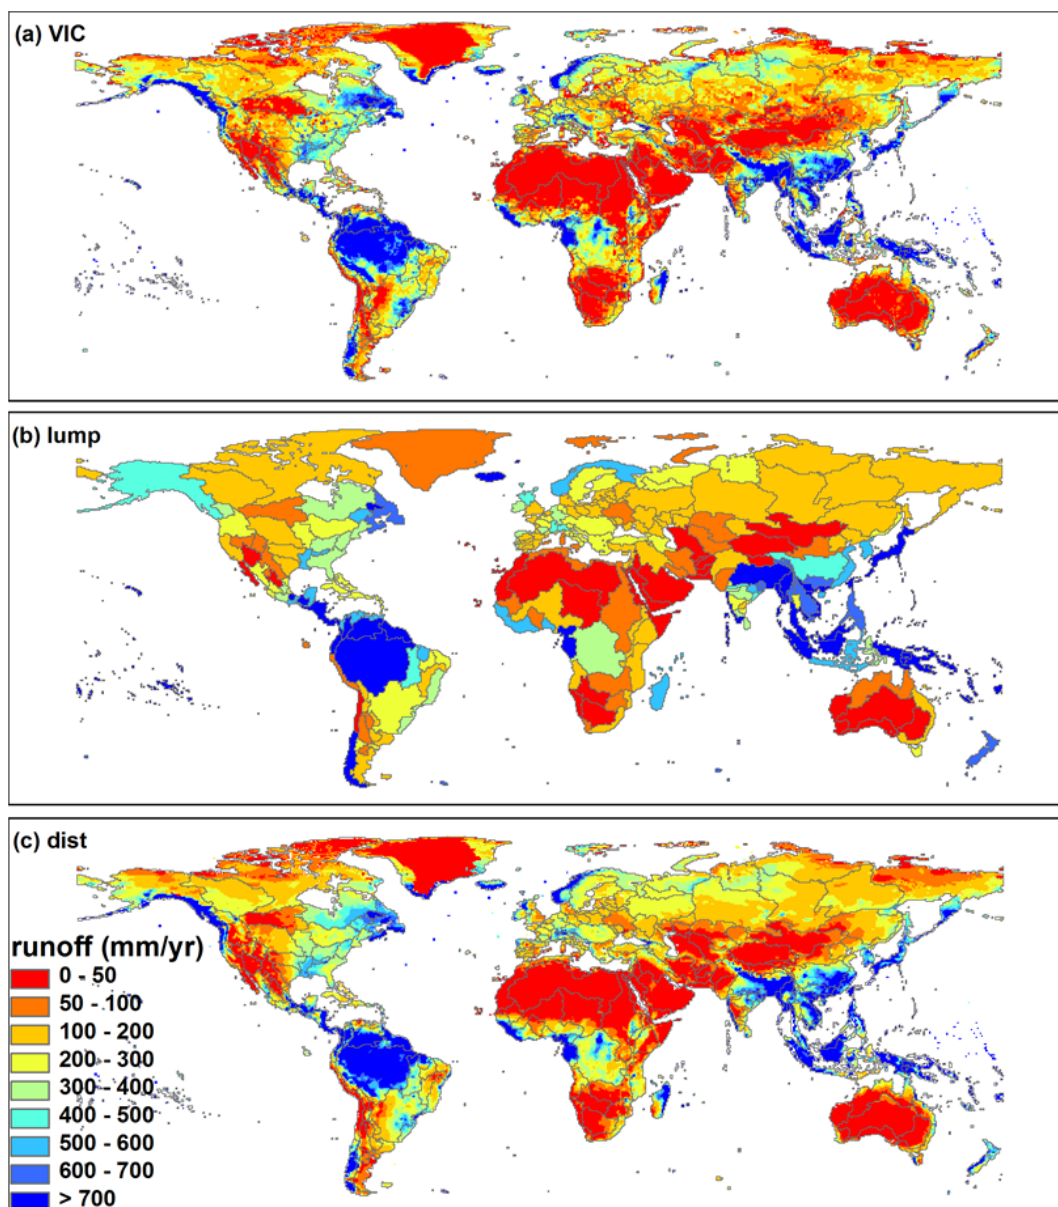 (a) VIC
(b) lump
(c) dist
runoff (mm/yr)
0 - 50
50 - 100
100 - 200
200 - 300
300 - 400
400 - 500
500 - 600
600 - 700
> 700